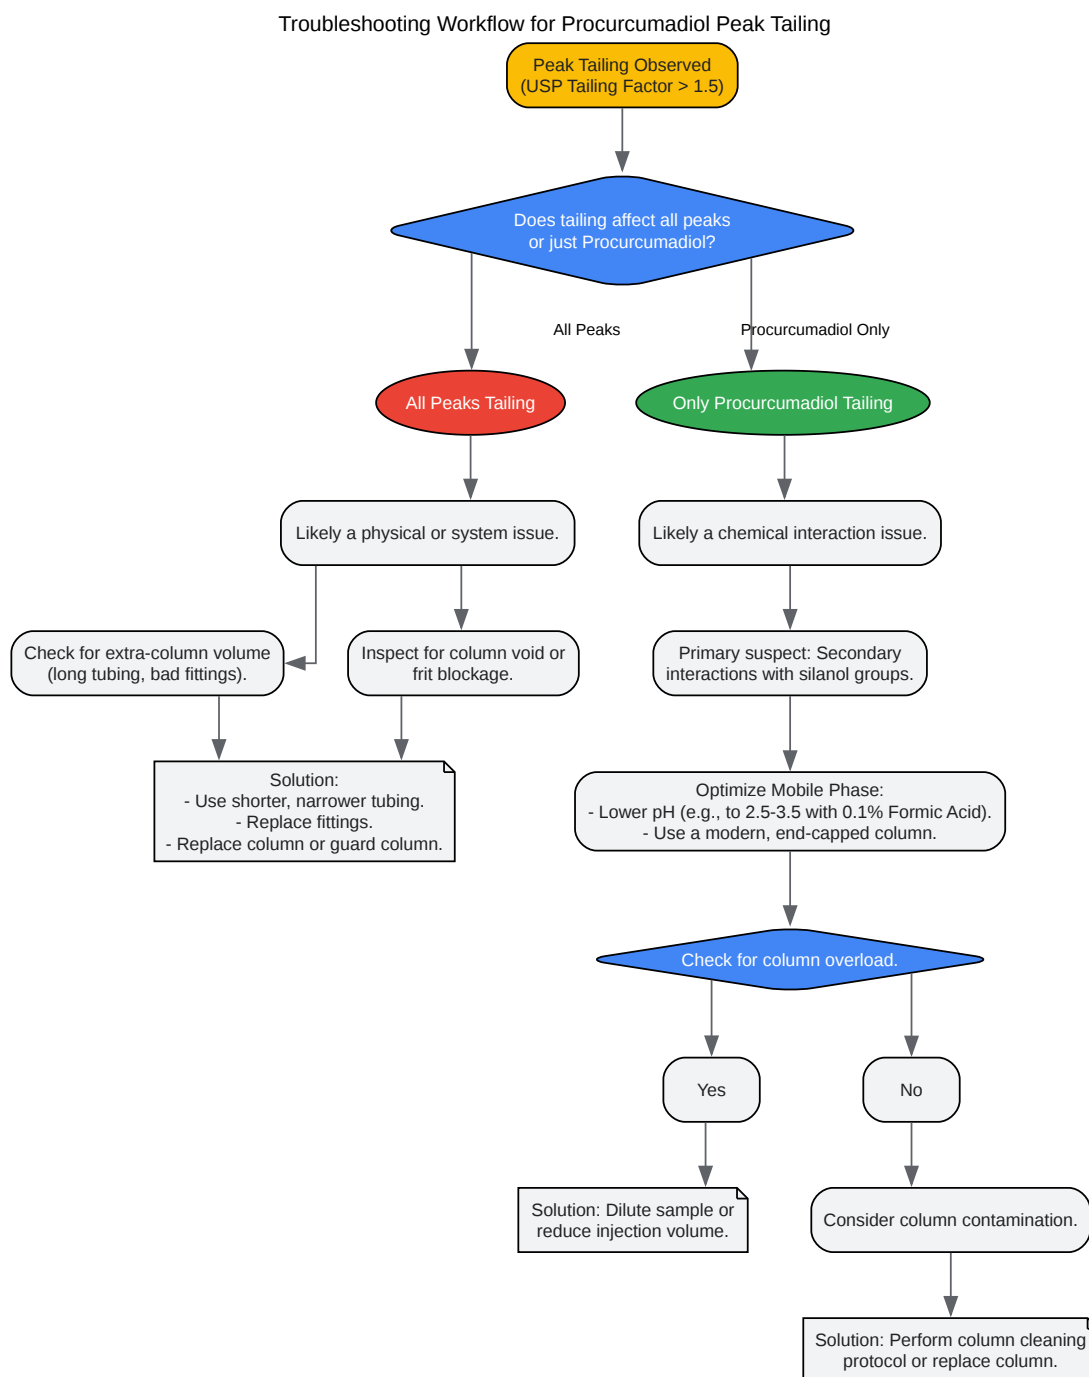 Troubleshooting Workflow for Procurcumadiol Peak Tailing
Peak Tailing Observed
(USP Tailing Factor > 1.5)
Does tailing affect all peaks
or just Procurcumadiol?
All Peaks
Procurcumadiol Only
All Peaks Tailing
Only Procurcumadiol Tailing
Likely a physical or system issue.
Likely a chemical interaction issue.
Check for extra-column volume
(long tubing, bad fittings).
Inspect for column void or
frit blockage.
Primary suspect: Secondary
interactions with silanol groups.
Solution:
- Use shorter, narrower tubing.
- Replace fittings.
- Replace column or guard column.
Optimize Mobile Phase:
- Lower pH (e.g., to 2.5-3.5 with 0.1% Formic Acid).
- Use a modern, end-capped column.
Check for column overload.
Yes
No
Solution: Dilute sample or
reduce injection volume.
Consider column contamination.
Solution: Perform column cleaning
protocol or replace column.